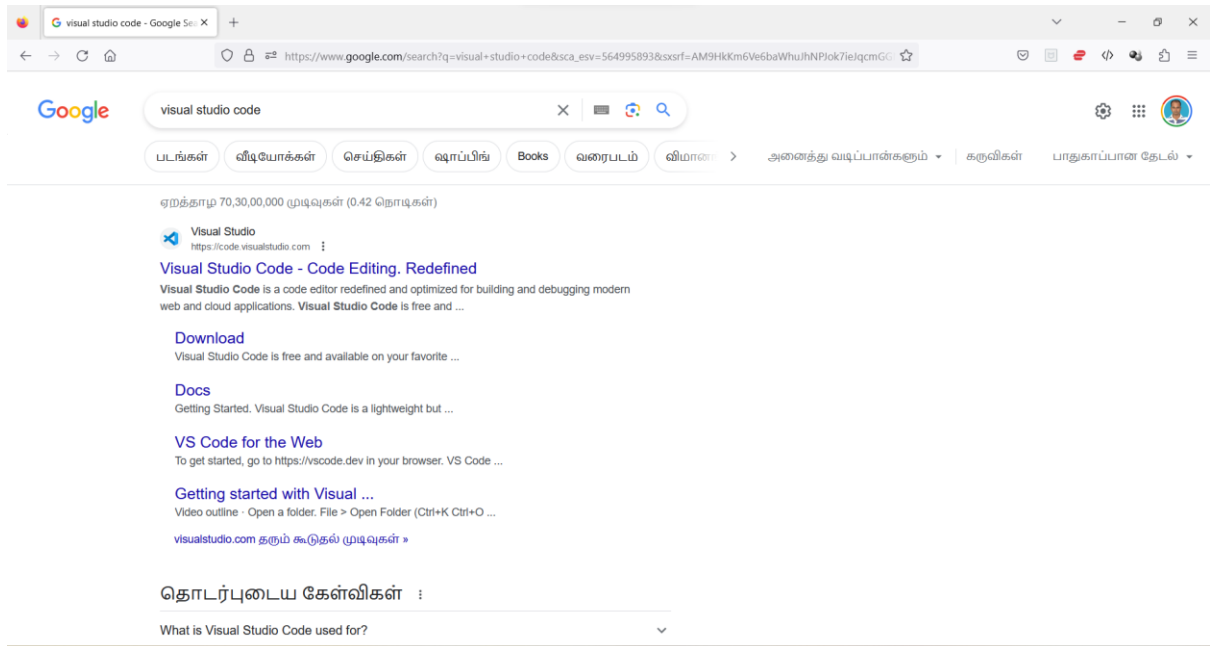 visual studio code - Google Sea
https://www.google.com/search?q=visual+studio+code&sca_esv=564995893&sxsrf=AM9HkKm6Ve6baWhuJhNPJok7ieJqcmGG
Google
visual studio code
படங்கள் வீடியோக்கள் செய்திகள் ஷாப்பிங் Books வரைபடம் விமான அனைத்து வடிப்பான்களும் கருவிகள் பாதுகாப்பான தேடல்
ஏறத்தாழ 70,30,00,000 முடிவுகள் (0.42 நொடிகள்)
Visual Studio
https://code.visualstudio.com
Visual Studio Code - Code Editing. Redefined
Visual Studio Code is a code editor redefined and optimized for building and debugging modern
web and cloud applications. Visual Studio Code is free and ...
Download
Visual Studio Code is free and available on your favorite ...
Docs
Getting Started. Visual Studio Code is a lightweight but ...
VS Code for the Web
To get started, go to https://vscode.dev in your browser. VS Code ...
Getting started with Visual ...
Video outline · Open a folder. File > Open Folder (Ctrl+K Ctrl+O ...
visualstudio.com தரும் கூடுதல் முடிவுகள் »
தொடர்புடைய கேள்விகள்
What is Visual Studio Code used for?